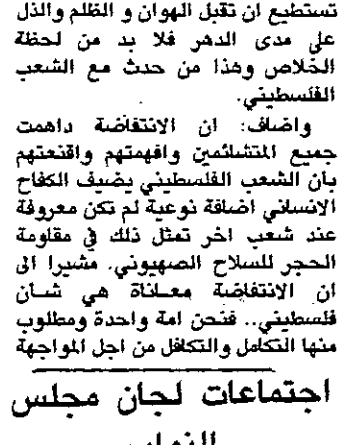 تستطيع ان تقبل الهوان و الظلم والذل
على مدى الدهر فلا بد من لحظة
الخلاص وهذا من حدث مع الشعب
الفلسطيني.
واضاف: ان الانتفاضة داهمت
جميع المتشائمين وافهمتهم واقنعتهم
بأن الشعب الفلسطيني يضيف الكفاح
الانساني اضافة نوعية لم تكن معروفة
عند شعب اخر تمثل ذلك في مقاومة
الحجر للسلاح الصهيوني. مشيرا الى
ان الانتفاضة معاناة هي شأن
فلسطيني.. فنحن امة واحدة ومطلوب
منها التكامل والتكافل من اجل المواجهة
اجتماعات لجان مجلس
النواب